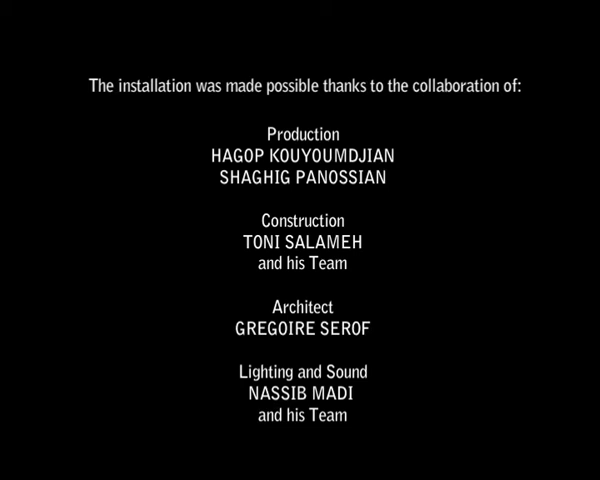 The installation was made possible thanks to the collaboration of:
Production
HAGOP KOUYOUMDJIAN
SHAGHIG PANOSSIAN
Construction
TONI SALAMEH
and his Team
Architect
GREGOIRE SEROF
Lighting and Sound
NASSIB MADI
and his Team